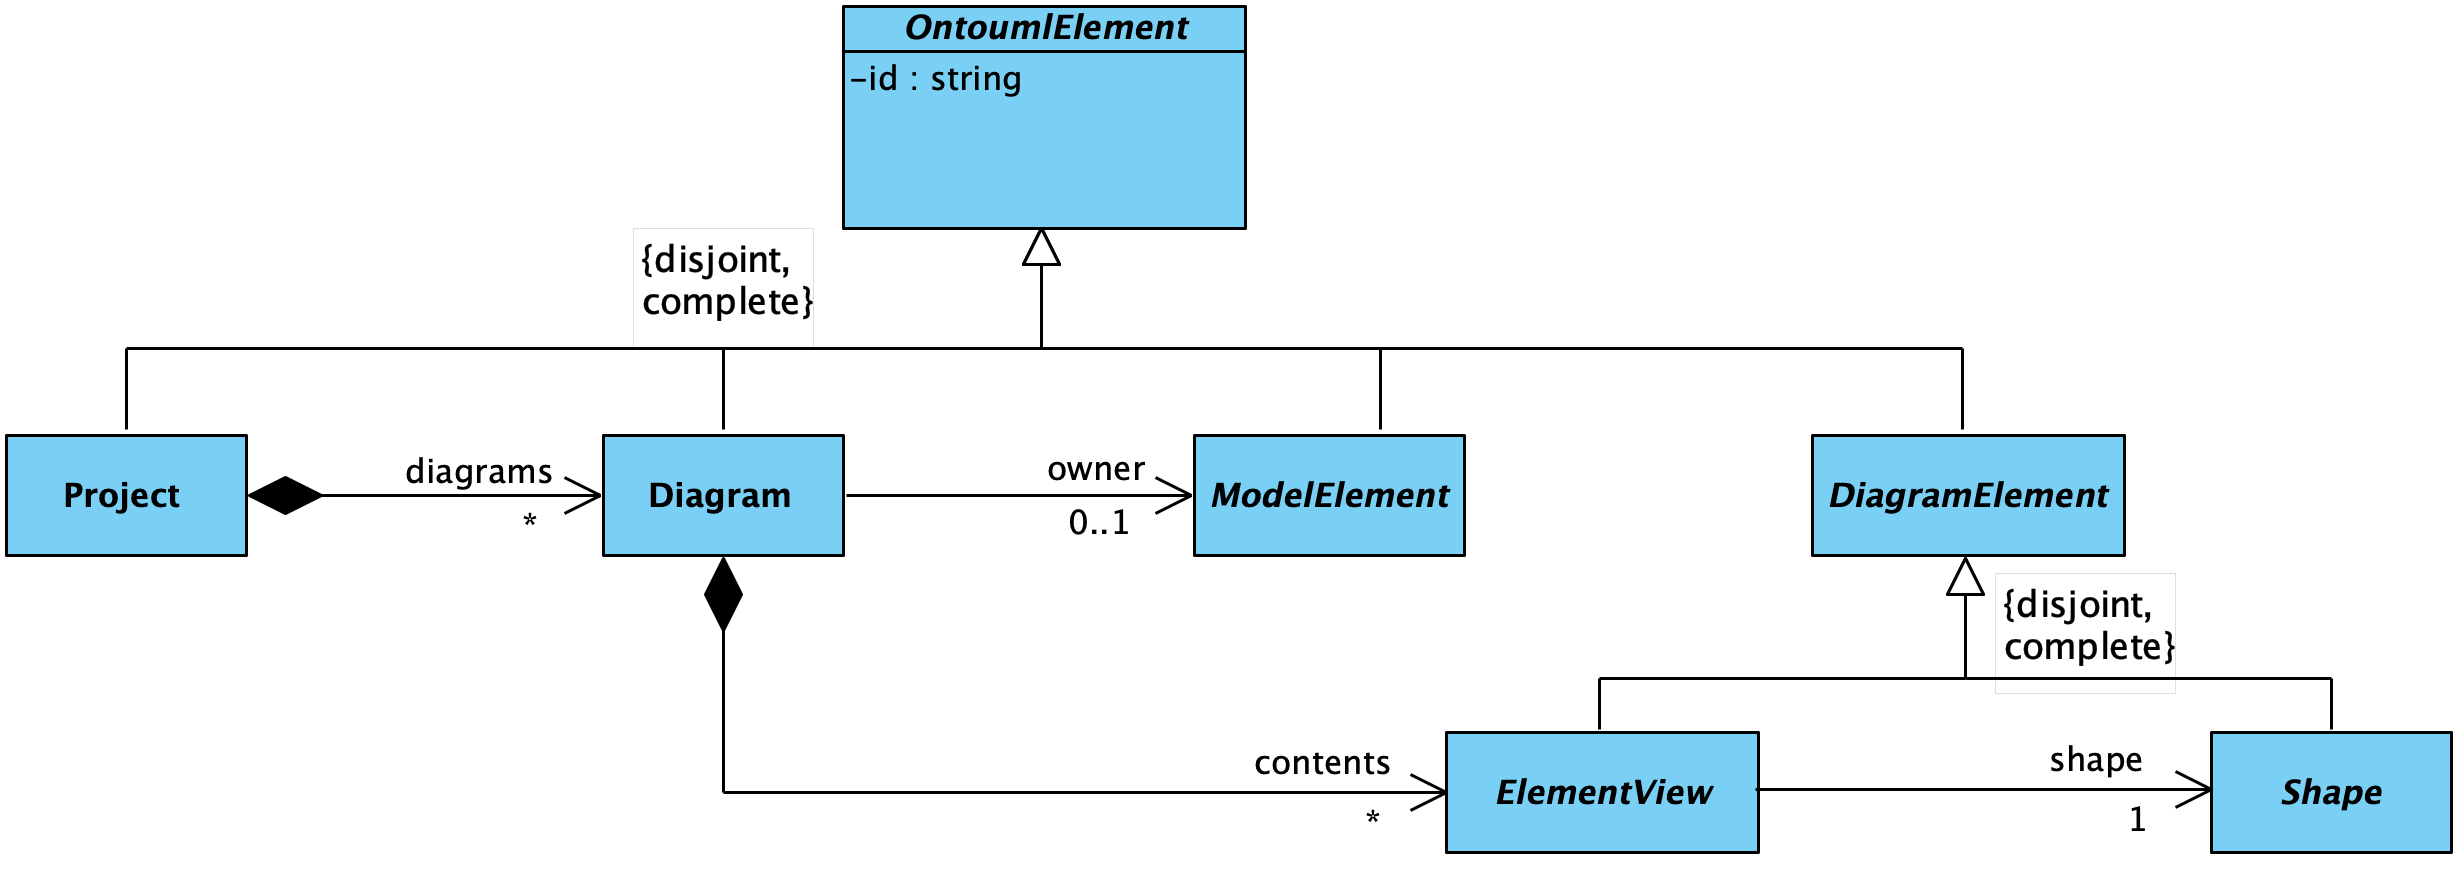 OntoumlElement
-id : string
{disjoint,
complete}
diagrams
*
owner
0..1
Project
Diagram
ModelElement
DiagramElement
{disjoint,
complete}
contents
*
shape
1
ElementView
Shape